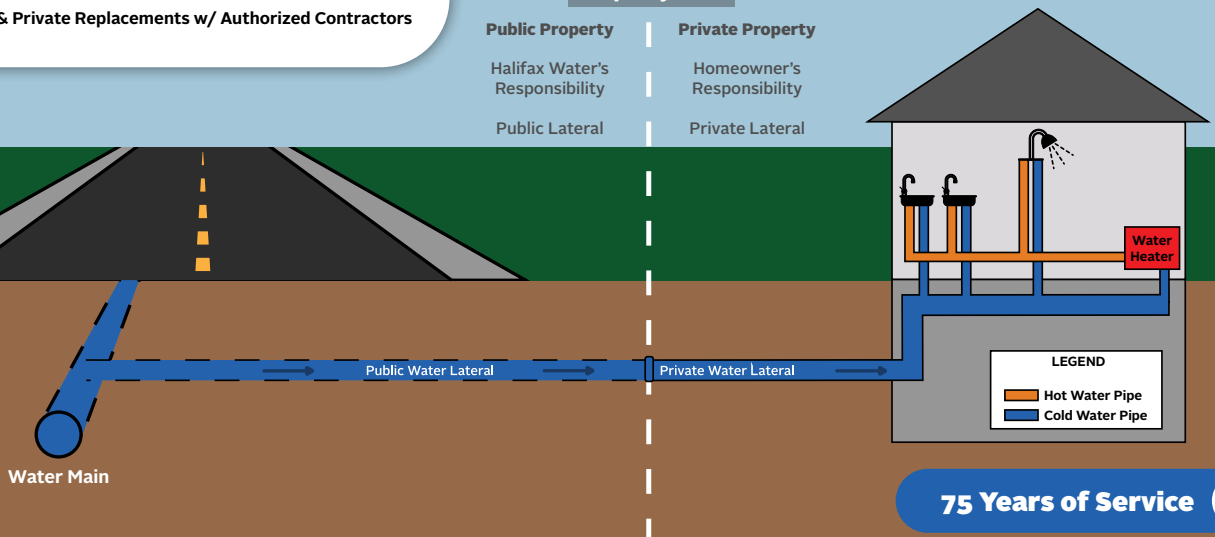 & Private Replacements w/ Authorized Contractors
Public Property
Private Property
Halifax Water's
Responsibility
Homeowner's
Responsibility
Public Lateral
Private Lateral
Water
Heater
Public Water Lateral
Private Water Lateral
LEGEND
Hot Water Pipe
Cold Water Pipe
Water Main
75 Years of Service